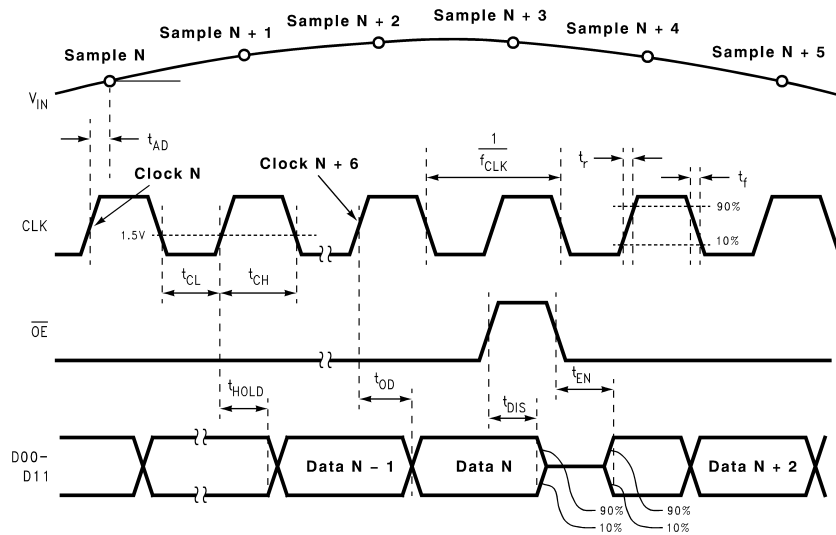 Sample N
Sample N + 1
Sample N + 2
Sample N + 3
Sample N + 4
Sample N + 5
VIN
tAD
Clock N
Clock N + 6
1
fCLK
tr
tf
CLK
1.5V
90%
10%
tCL
tCH
OE
tHOLD
tOD
tDIS
tEN
D00–
D11
Data N – 1
Data N
Data N + 2
90%
10%
90%
10%